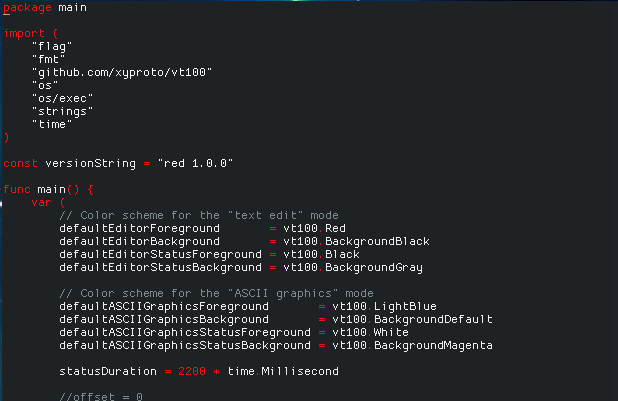 package main
import (
"flag"
"fmt"
"github.com/xyproto/vt100"
"os"
"os/exec"
"strings"
"time"
)
const versionString = "red 1.0.0"
func main() {
var (
// Color scheme for the "text edit" mode
defaultEditorForeground = vt100.Red
defaultEditorBackground = vt100.BackgroundBlack
defaultEditorStatusForeground = vt100.Black
defaultEditorStatusBackground = vt100.BackgroundGray
// Color scheme for the "ASCII graphics" mode
defaultASCIIGraphicsForeground = vt100.LightBlue
defaultASCIIGraphicsBackground = vt100.BackgroundDefault
defaultASCIIGraphicsStatusForeground = vt100.White
defaultASCIIGraphicsStatusBackground = vt100.BackgroundMagenta
statusDuration = 2200 * time.Millisecond
//offset = 0